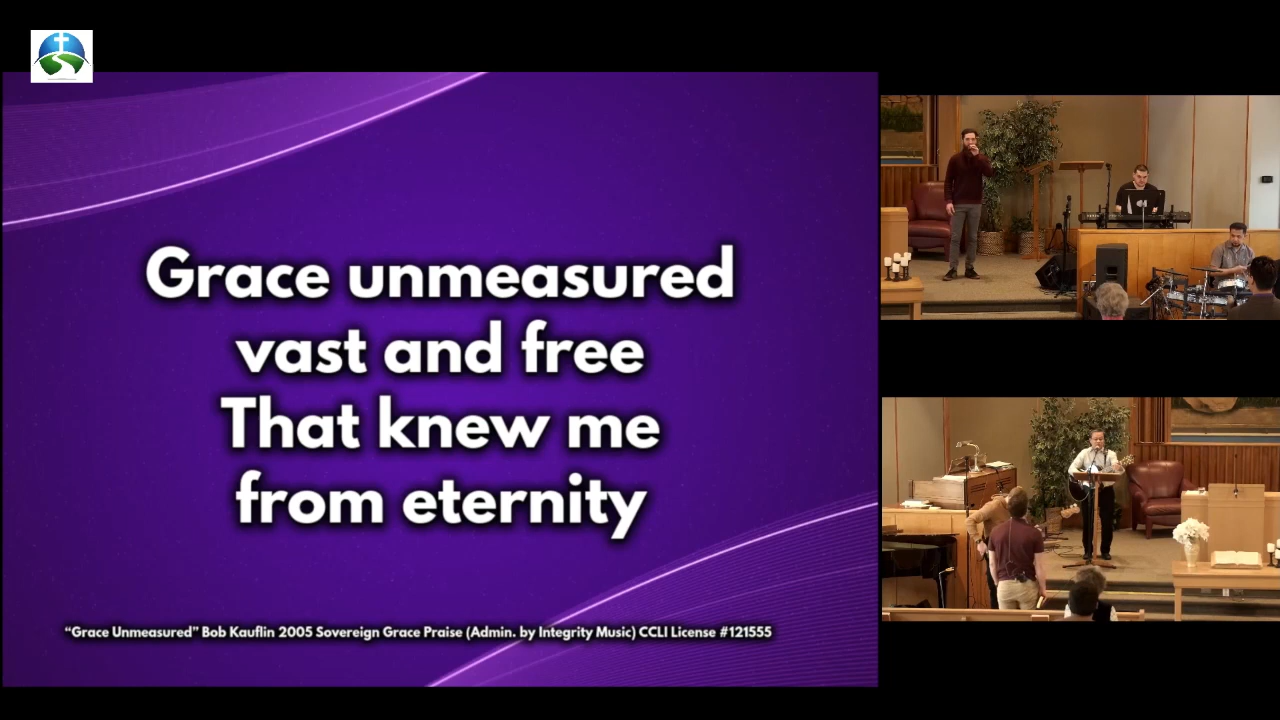 Grace unmeasured
vast and free
That knew me
from eternity
“Grace Unmeasured” Bob Kauflin 2005 Sovereign Grace Praise (Admin. by Integrity Music) CCLI License #121555